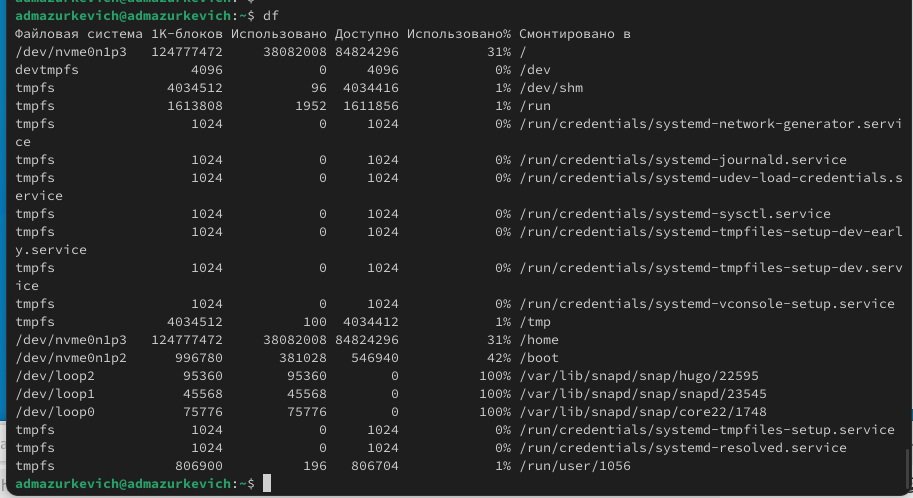 admazurkevich@admazurkevich:~$ df
Файловая система 1K-блоков Использовано Доступно Использовано% Смонтировано в
/dev/nvme0n1p3 124777472 38082008 84824296 31% /
devtmpfs 4096 0 4096 0% /dev
tmpfs 4034512 96 4034416 1% /dev/shm
tmpfs 1613808 1952 1611856 1% /run
tmpfs 1024 0 1024 0% /run/credentials/systemd-network-generator.servi
ce
tmpfs 1024 0 1024 0% /run/credentials/systemd-journald.service
tmpfs 1024 0 1024 0% /run/credentials/systemd-udev-load-credentials.s
ervice
tmpfs 1024 0 1024 0% /run/credentials/systemd-sysctl.service
tmpfs 1024 0 1024 0% /run/credentials/systemd-tmpfiles-setup-dev-earl
y.service
tmpfs 1024 0 1024 0% /run/credentials/systemd-tmpfiles-setup-dev.serv
ice
tmpfs 1024 0 1024 0% /run/credentials/systemd-vconsole-setup.service
tmpfs 4034512 100 4034412 1% /tmp
/dev/nvme0n1p3 124777472 38082008 84824296 31% /home
/dev/nvme0n1p2 996780 381028 546940 42% /boot
/dev/loop2 95360 95360 0 100% /var/lib/snapd/snap/hugo/22595
/dev/loop1 45568 45568 0 100% /var/lib/snapd/snap/snapd/23545
/dev/loop0 75776 75776 0 100% /var/lib/snapd/snap/core22/1748
tmpfs 1024 0 1024 0% /run/credentials/systemd-tmpfiles-setup.service
tmpfs 1024 0 1024 0% /run/credentials/systemd-resolved.service
tmpfs 806900 196 806704 1% /run/user/1056
admazurkevich@admazurkevich:~$